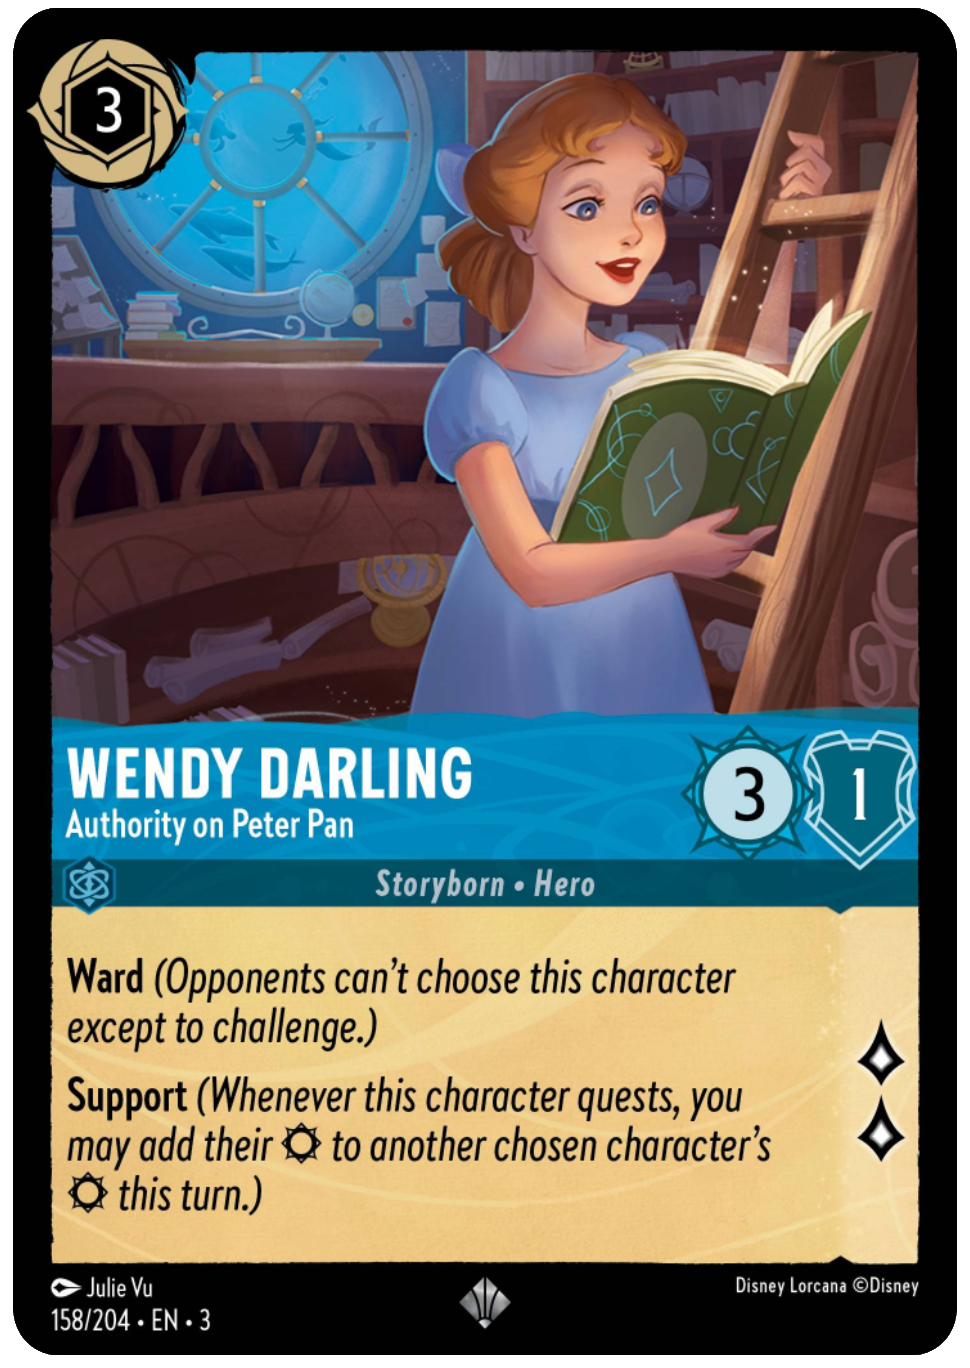 3
WENDY DARLING
Authority on Peter Pan
3
1
Storyborn • Hero
Ward (Opponents can't choose this character
except to challenge.)
Support (Whenever this character quests, you
may add their to another chosen character's
this turn.)
Julie Vu
Disney Lorcana ©Disney
158/204 • EN • 3